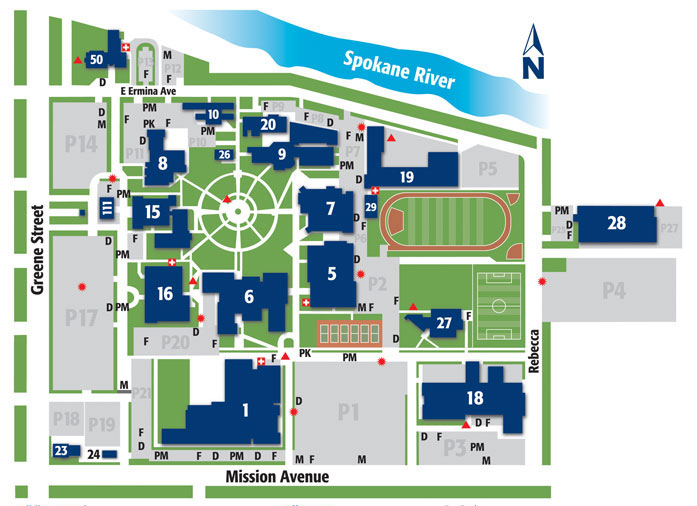 Spokane River
N
50
M
P13
P12
D
F
F
E Ermina Ave
P14
D
M
PM
F
PK
F
10
F
P9
20
F
P8
D
F
M
D
8
P11
P10
26
9
P7
PM
19
P5
F
PM
111
15
7
D
D
29
F
P6
PM
28
P25
D
F
P27
Greene Street
D
PM
5
D
P2
P4
P17
16
6
D
PM
M
F
F
27
F
D
F
P20
D
F
PK
PM
Rebecca
M
P21
1
D
P1
18
P18
P19
F
D
D
F
D
F
P3
PM
M
23
24
PM
F
D
F
D
F
M
F
M
Mission Avenue